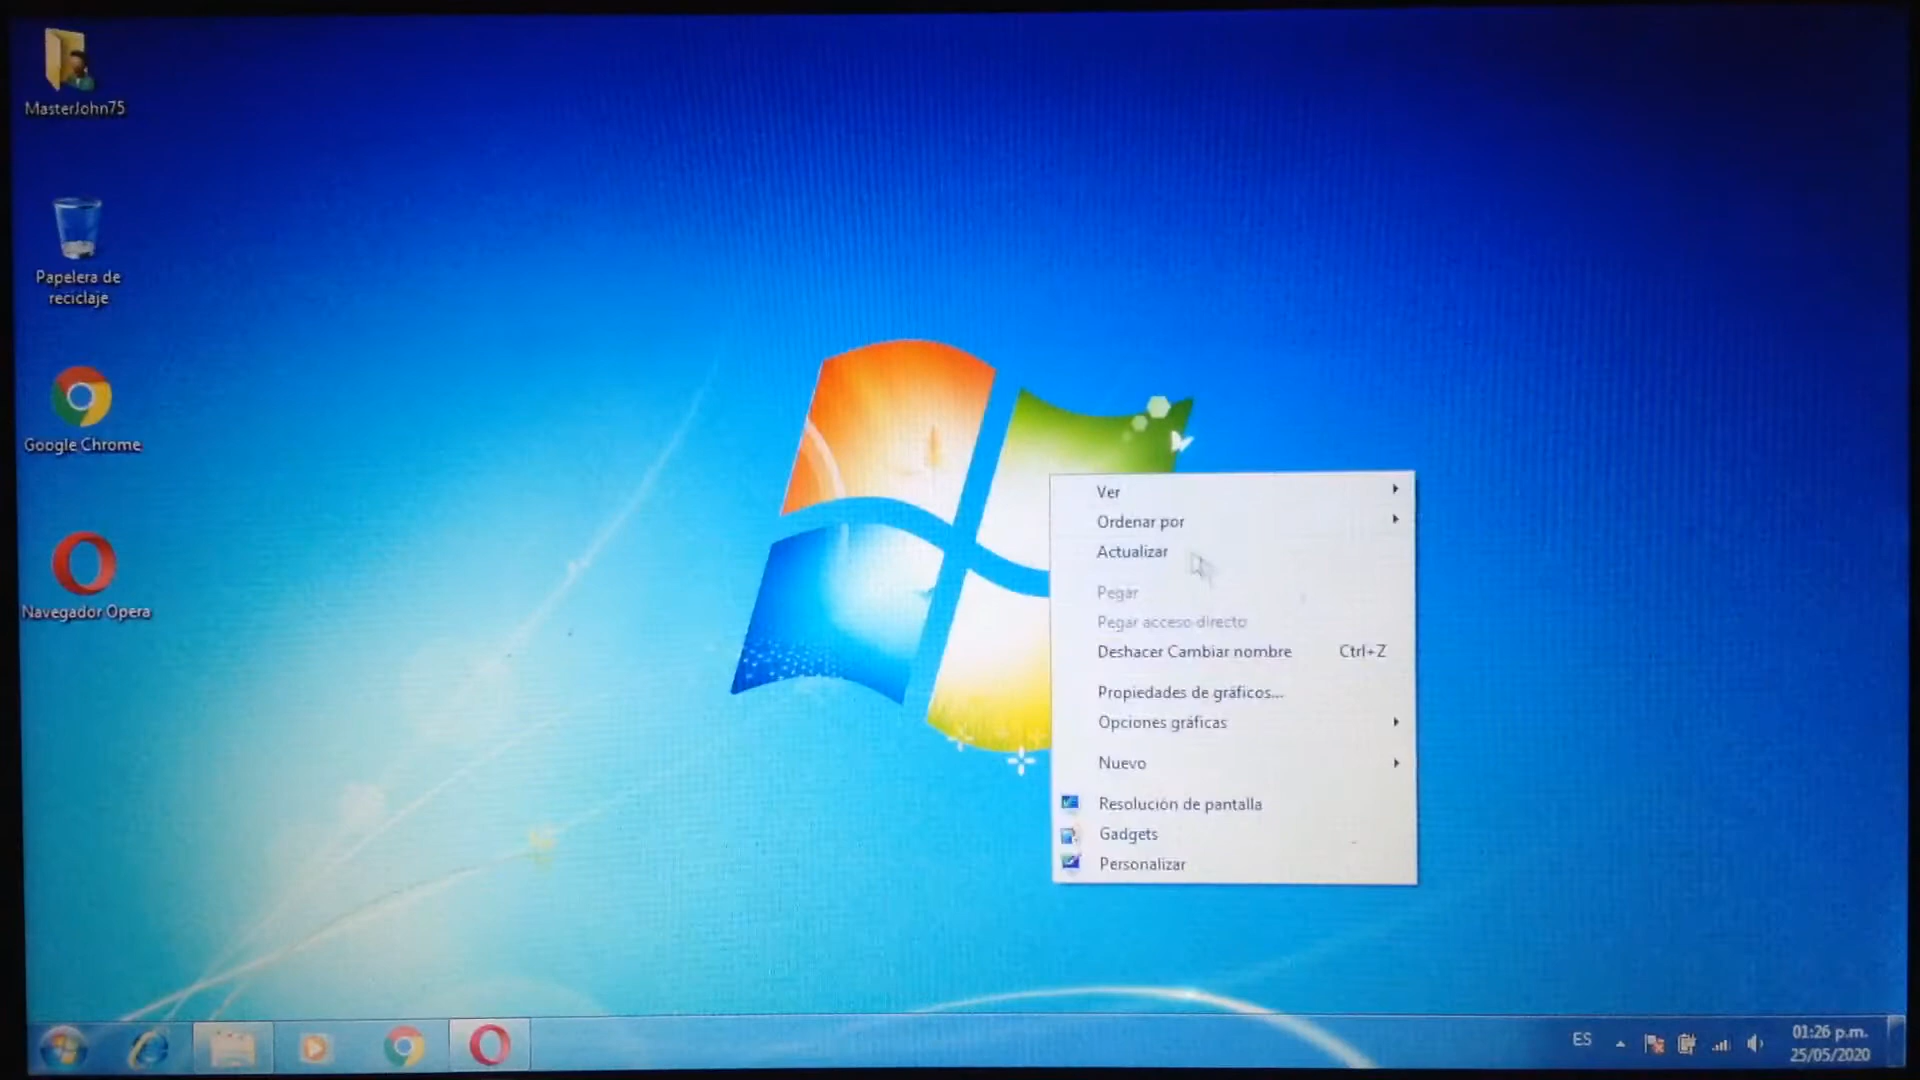 MasterJohn75
Papelera de
reciclaje
Google Chrome
Navegador Opera
Ver
Ordenar por
Actualizar
Pegar
Pegar acceso directo
Deshacer Cambiar nombre Ctrl+Z
Propiedades de gráficos...
Opciones gráficas
Nuevo
Resolución de pantalla
Gadgets
Personalizar
ES
01:26 p.m.
25/05/2020